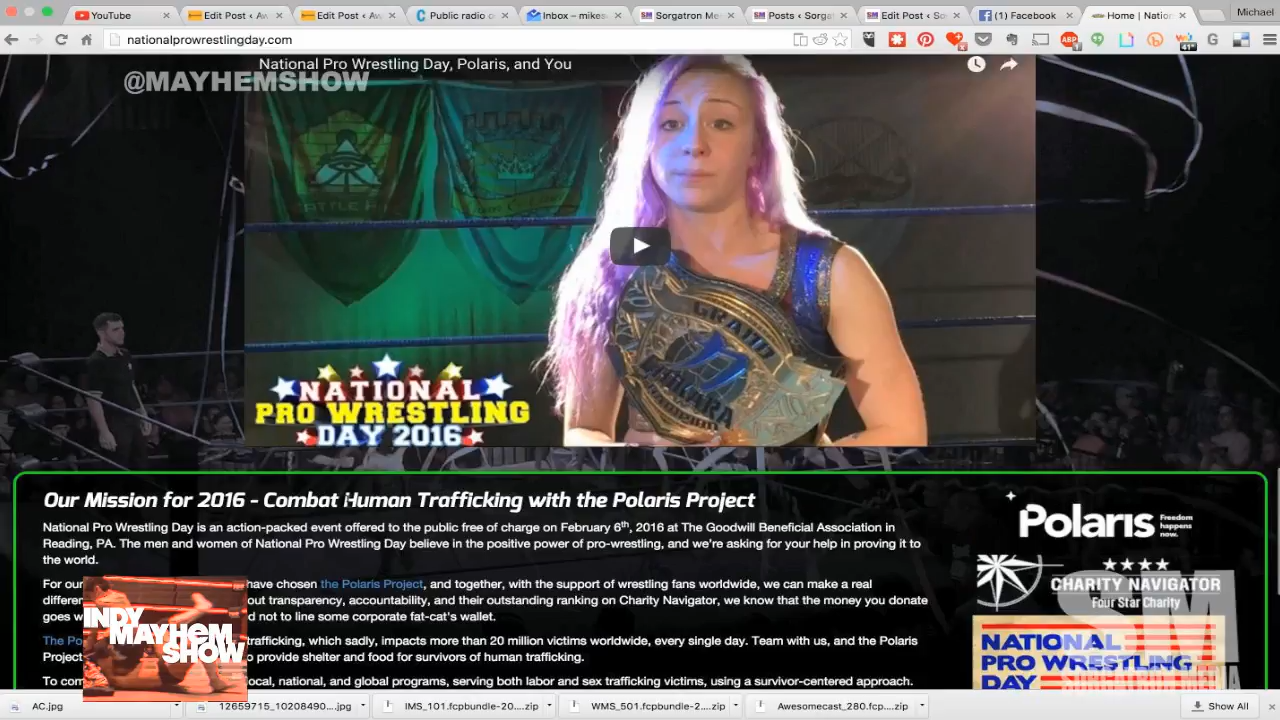 YouTube
Edit Post ‹ Aw
Edit Post ‹ Aw
Public radio c
Inbox – mikes
Sorgatron Me
Posts ‹ Sorga
Edit Post ‹ So
(1) Facebook
Home | Nation
Michael
nationalprowrestlingday.com
41°
National Pro Wrestling Day, Polaris, and You
@MAYHEMSHOW
GRAND
CHIKARA
NATIONAL
PRO WRESTLING
DAY 2016
Our Mission for 2016 - Combat Human Trafficking with the Polaris Project
National Pro Wrestling Day is an action-packed event offered to the public free of charge on February 6th, 2016 at The Goodwill Beneficial Association in
Reading, PA. The men and women of National Pro Wrestling Day believe in the positive power of pro-wrestling, and we're asking for your help in proving it to
the world.
For our have chosen the Polaris Project, and together, with the support of wrestling fans worldwide, we can make a real
differen out transparency, accountability, and their outstanding ranking on Charity Navigator, we know that the money you donate
goes w d not to line some corporate fat-cat's wallet.
The Po trafficking, which sadly, impacts more than 20 million victims worldwide, every single day. Team with us, and the Polaris
Project o provide shelter and food for survivors of human trafficking.
To com ocal, national, and global programs with both labor and sex trafficking victims, using a survivor-centered approach.
INDY
MAYHEM
SHOW
Polaris
Freedom
happens
now.
CHARITY NAVIGATOR
Four Star Charity
SM
SORGATRON MEDIA
NATIONAL
PRO WRESTLING
DAY
AC.jpg
12659715_10208490....jpg
IMS_101.fcpbundle-20....zip
WMS_501.fcpbundle-2....zip
Awesomecast_280.fcp....zip
Show All